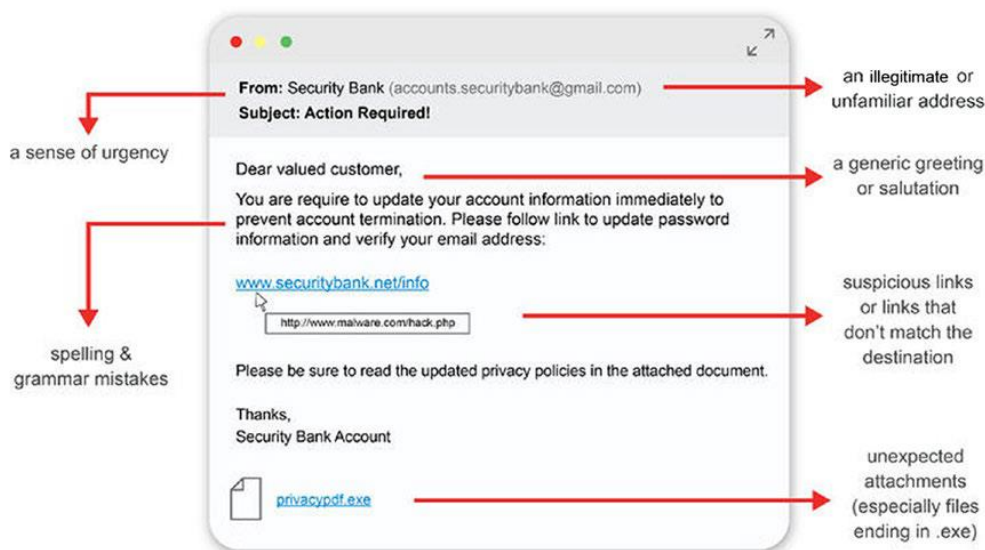 From: Security Bank (accounts.securitybank@gmail.com)
Subject: Action Required!
an illegitimate or
unfamiliar address
a sense of urgency
Dear valued customer,
a generic greeting
or salutation
You are require to update your account information immediately to
prevent account termination. Please follow link to update password
information and verify your email address:
www.securitybank.net/info
http://www.malware.com/hack.php
suspicious links
or links that
don't match the
destination
spelling &
grammar mistakes
Please be sure to read the updated privacy policies in the attached document.
Thanks,
Security Bank Account
privacypdf.exe
unexpected
attachments
(especially files
ending in .exe)